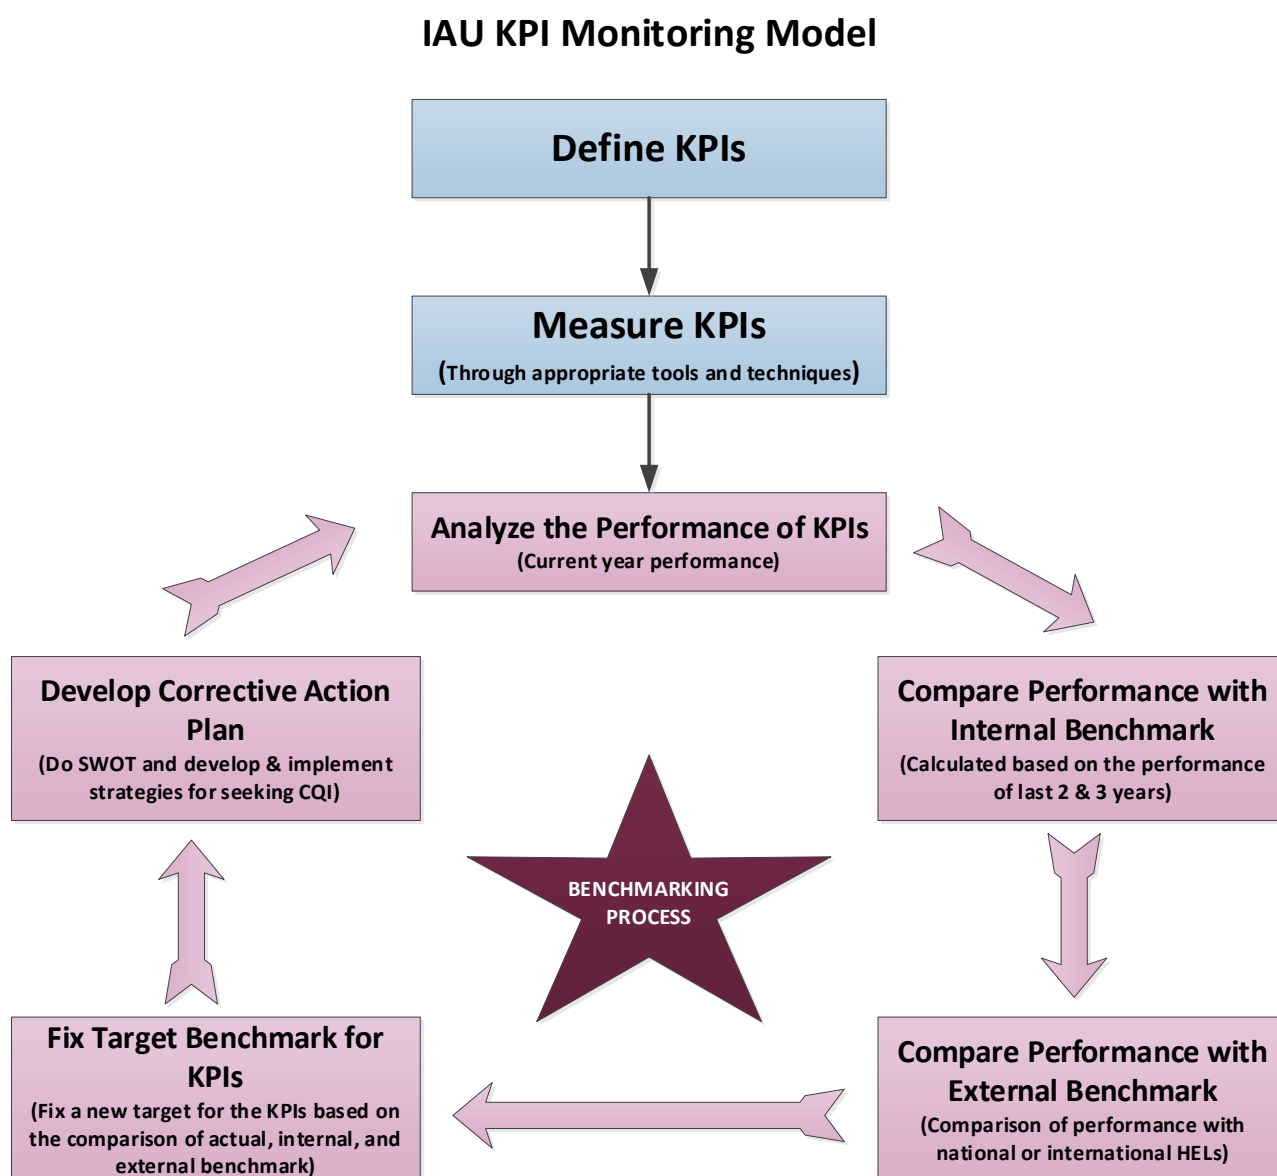 IAU KPI Monitoring Model
Define KPIs
Measure KPIs
(Through appropriate tools and techniques)
Analyze the Performance of KPIs
(Current year performance)
Develop Corrective Action
Plan
(Do SWOT and develop & implement
strategies for seeking CQI)
Compare Performance with
Internal Benchmark
(Calculated based on the performance
of last 2 & 3 years)
BENCHMARKING
PROCESS
Fix Target Benchmark for
KPIs
(Fix a new target for the KPIs based on
the comparison of actual, internal, and
external benchmark)
Compare Performance with
External Benchmark
(Comparison of performance with
national or international HELs)